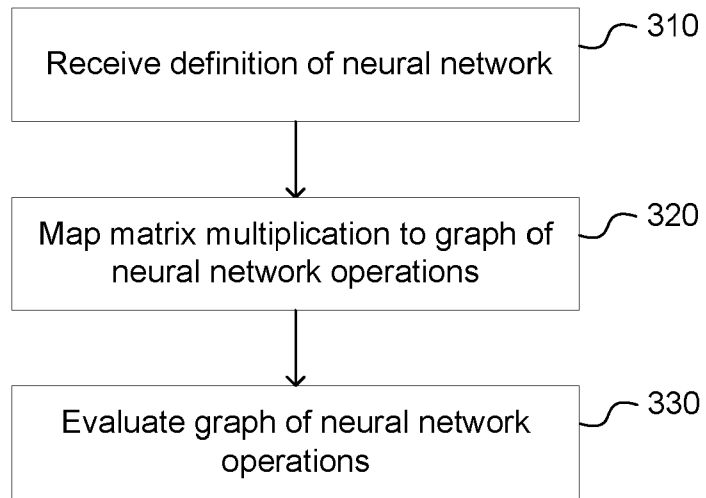 Receive definition of neural network
310
Map matrix multiplication to graph of
neural network operations
320
Evaluate graph of neural network
operations
330